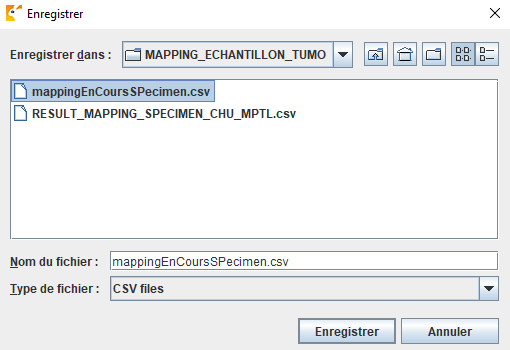 Enregistrer
Enregistrer dans : MAPPING_ECHANTILLON_TUMO
mappingEnCoursSPecimen.csv
RESULT_MAPPING_SPECIMEN_CHU_MPTL.csv
Nom du fichier : mappingEnCoursSPecimen.csv
Type de fichier : CSV files
Enregistrer Annuler